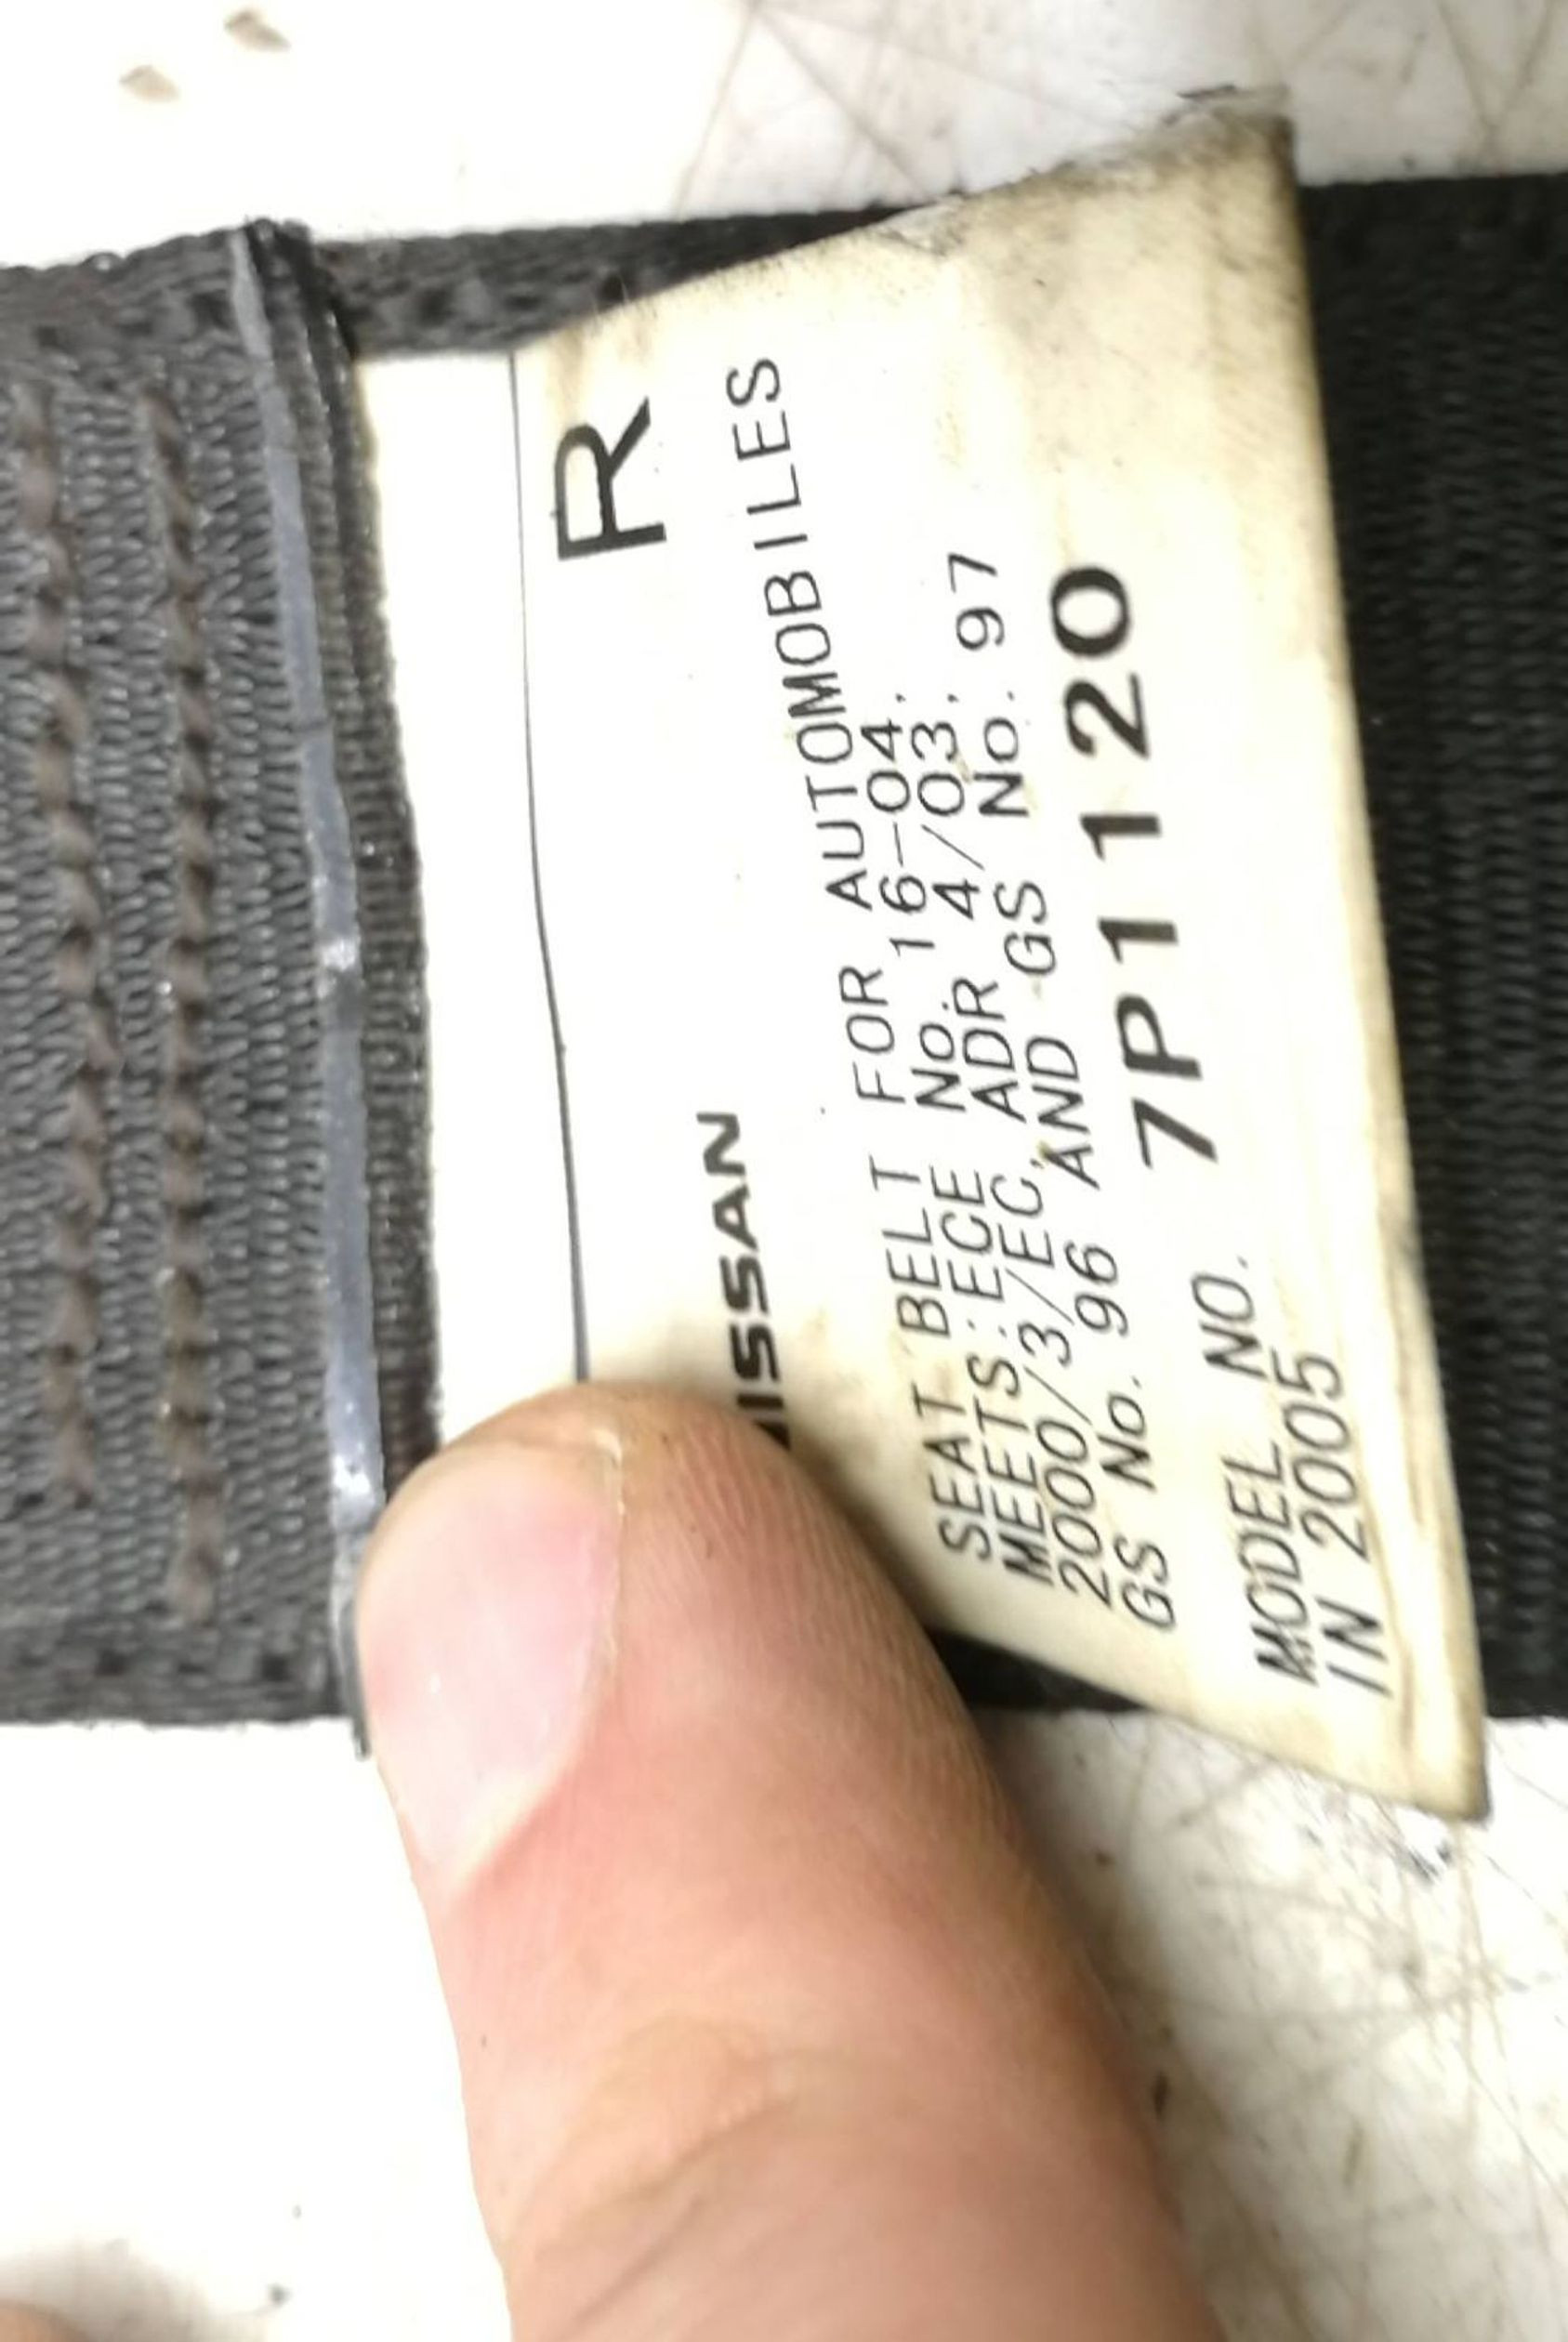 R
NISSAN
SEAT BELT FOR AUTOMOBILES
MEETS:ECE No. 16-04.
2000/3/EC, ADR 4/03.
GS No. 96 AND GS No. 97
MODEL NO. 7P1120
IN 2005